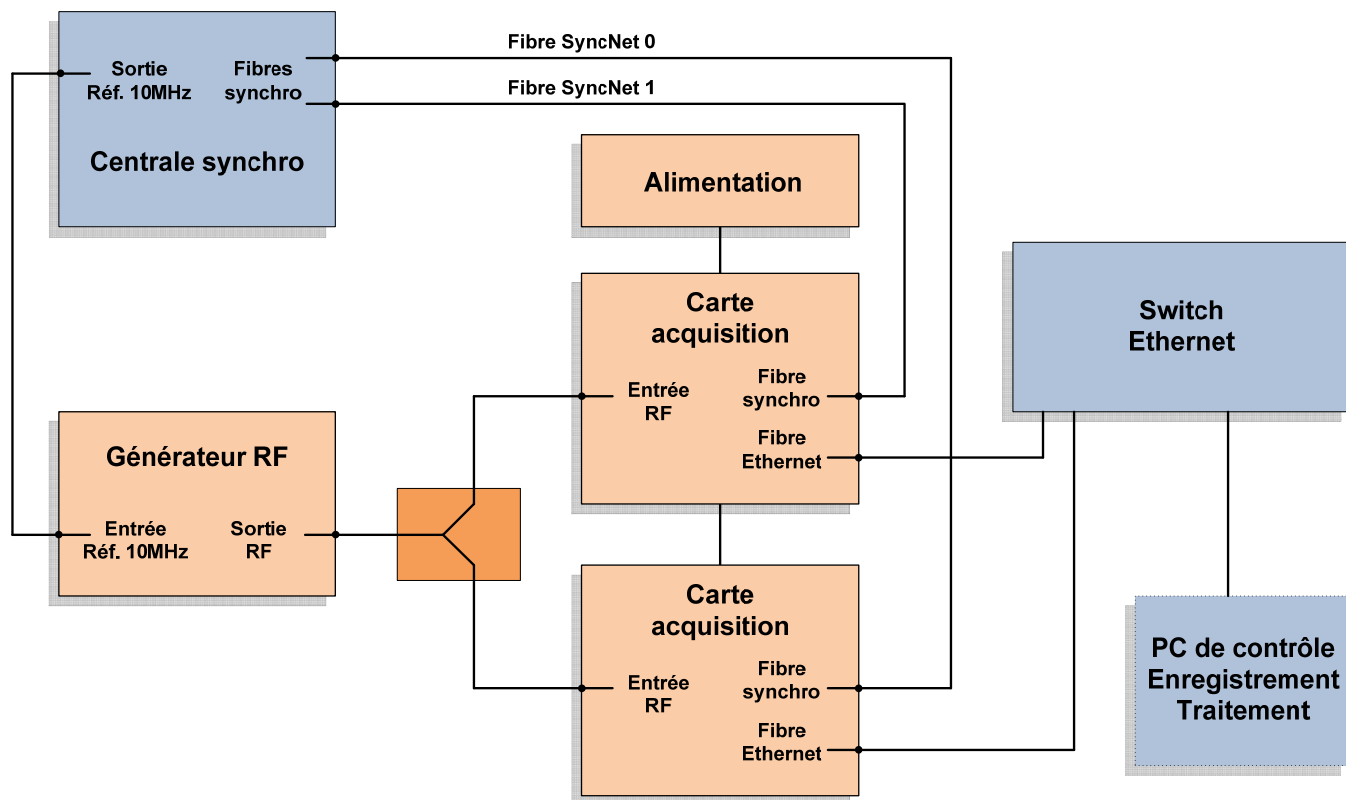 Fibre SyncNet 0
Sortie
Réf. 10MHz
Fibres
synchro
Fibre SyncNet 1
Centrale synchro
Alimentation
Carte
acquisition
Entrée
RF
Fibre
synchro
Fibre
Ethernet
Switch
Ethernet
Générateur RF
Entrée
Réf. 10MHz
Sortie
RF
Carte
acquisition
Entrée
RF
Fibre
synchro
Fibre
Ethernet
PC de contrôle
Enregistrement
Traitement